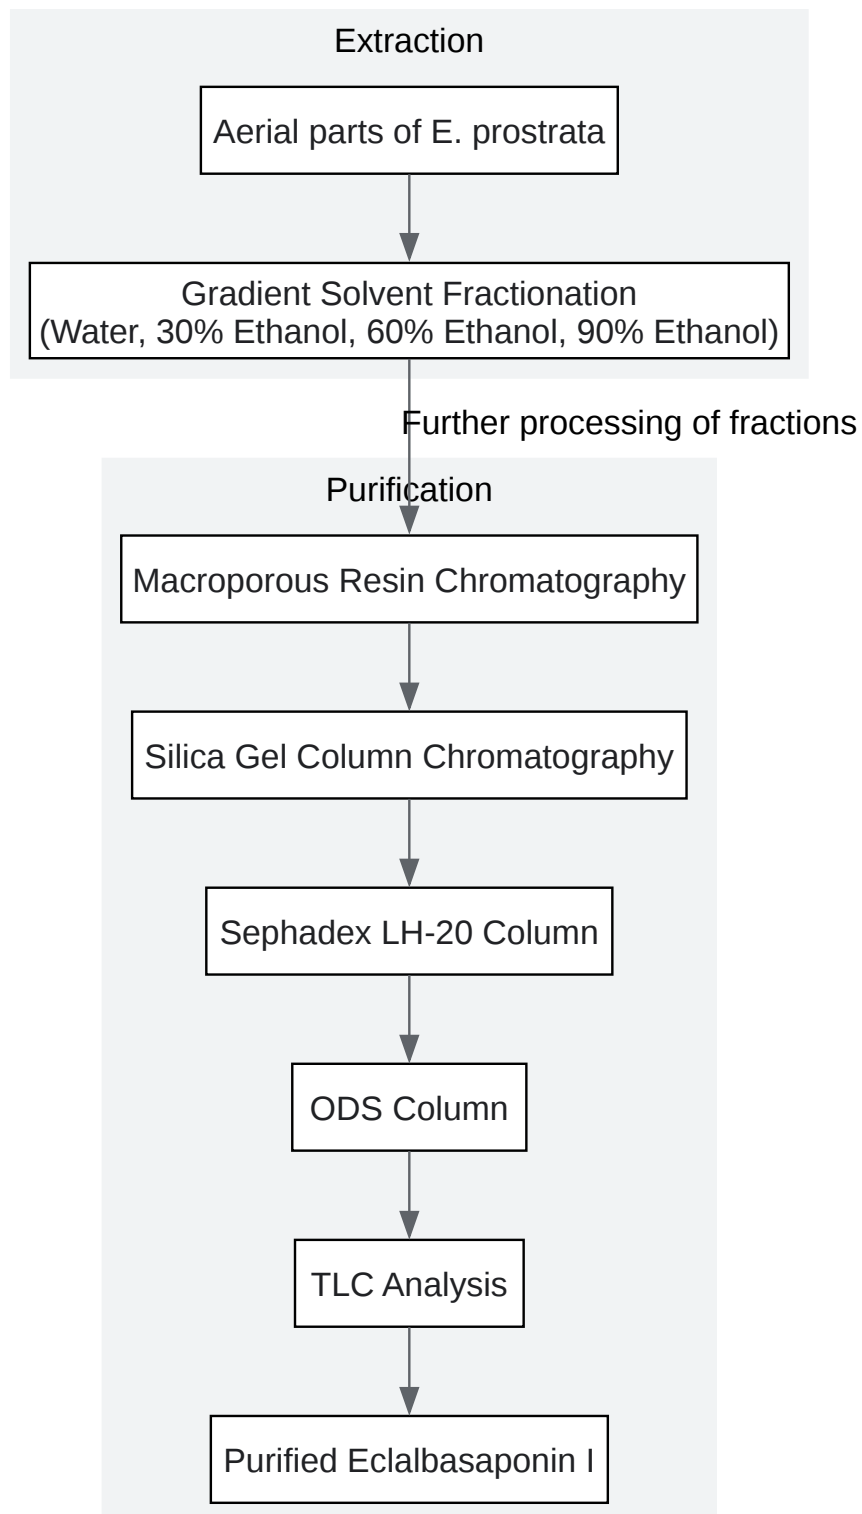 Extraction
Aerial parts of E. prostrata
Gradient Solvent Fractionation
(Water, 30% Ethanol, 60% Ethanol, 90% Ethanol)
Further processing of fractions
Purification
Macroporous Resin Chromatography
Silica Gel Column Chromatography
Sephadex LH-20 Column
ODS Column
TLC Analysis
Purified Eclalbasaponin I